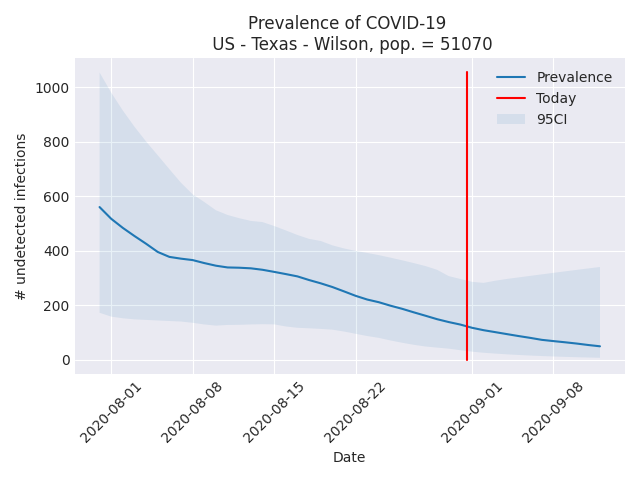 Prevalence of COVID-19
US - Texas - Wilson, pop. = 51070
Prevalence
Today
95CI
# undetected infections
1000
800
600
400
200
0
2020-08-01
2020-08-08
2020-08-15
2020-08-22
2020-09-01
2020-09-08
Date